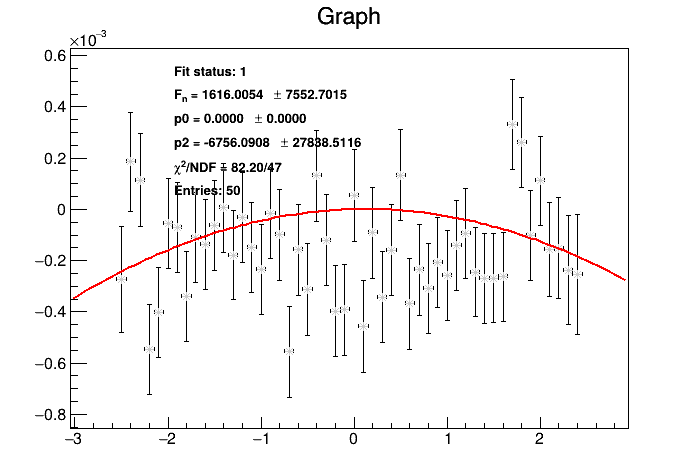 Graph
×10⁻³
Fit status: 1
Fₙ = 1616.0054 ± 7552.7015
p0 = 0.0000 ± 0.0000
p2 = -6756.0908 ± 27838.5116
χ²/NDF = 82.20/47
Entries: 50
0.6
0.4
0.2
0
−0.2
−0.4
−0.6
−0.8
−3 −2 −1 0 1 2